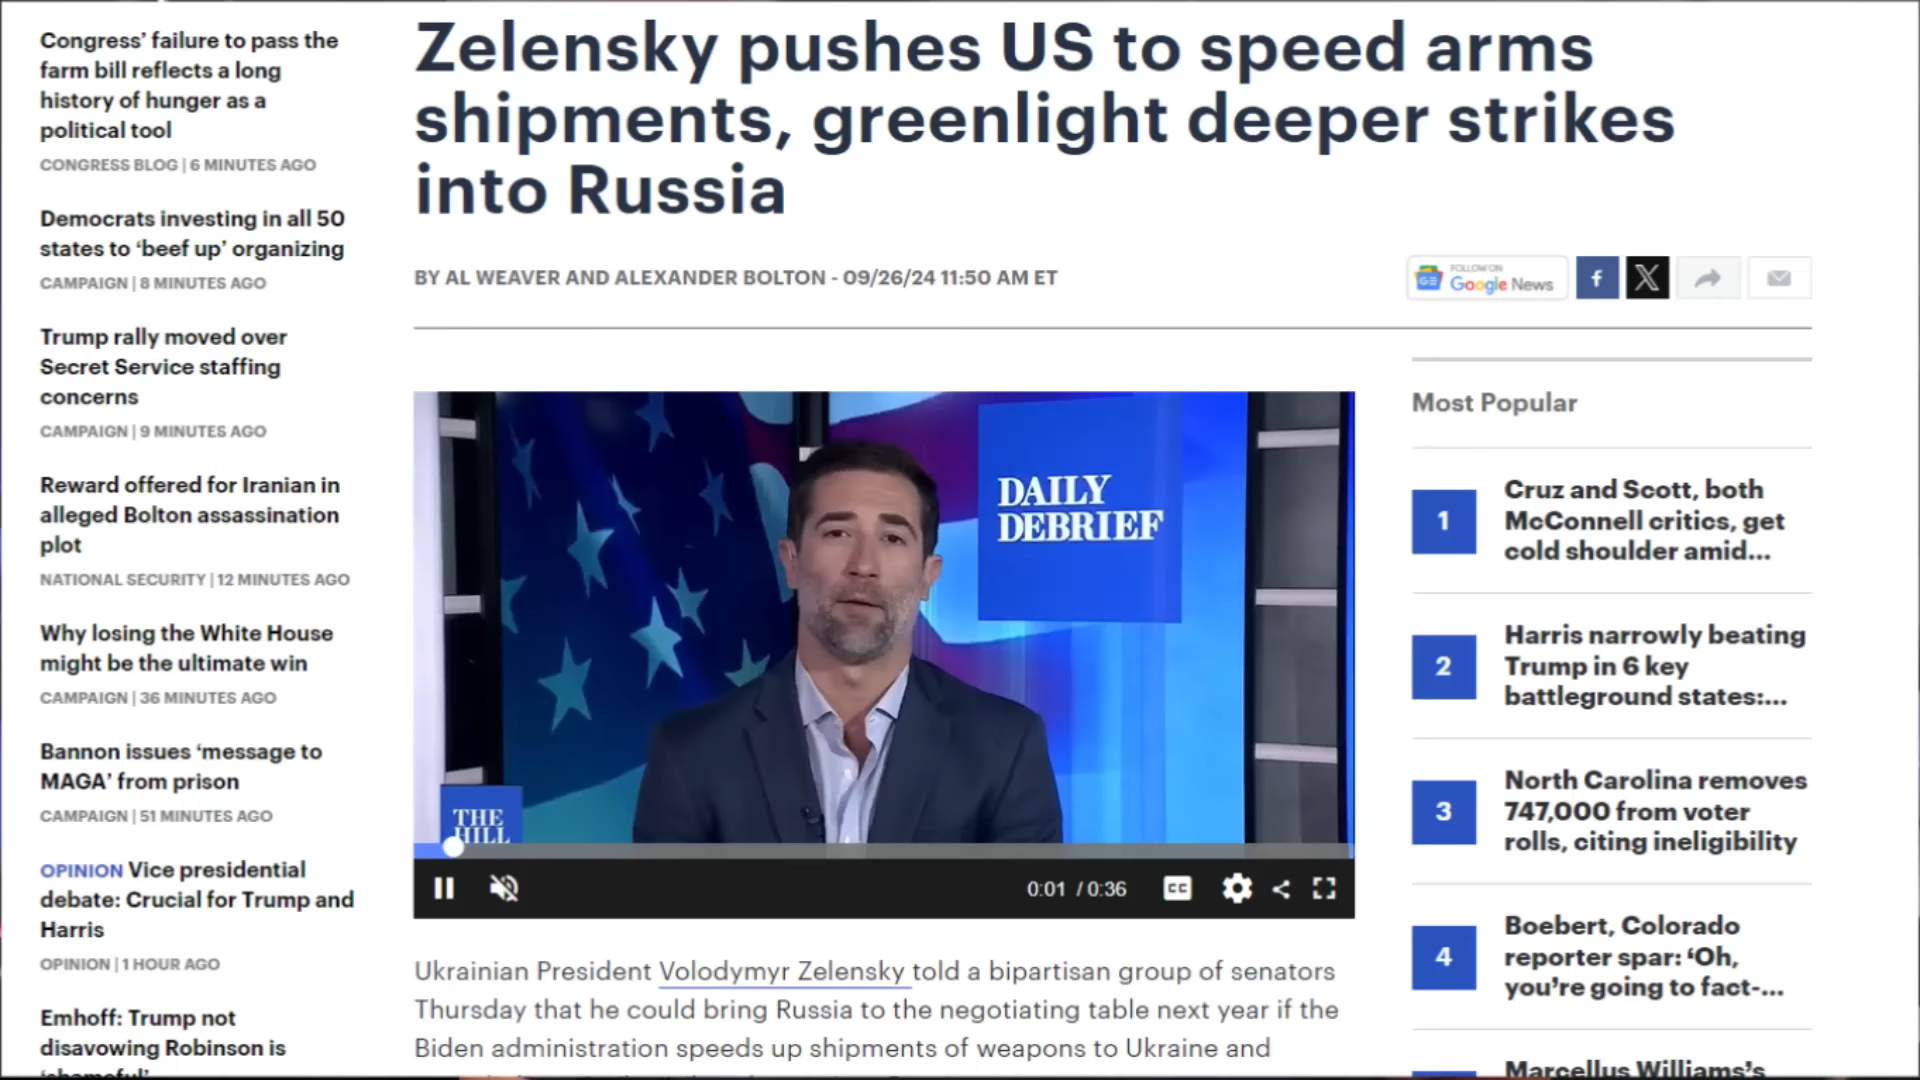 Congress’ failure to pass the
farm bill reflects a long
history of hunger as a
political tool
CONGRESS BLOG | 6 MINUTES AGO
Democrats investing in all 50
states to ‘beef up’ organizing
CAMPAIGN | 8 MINUTES AGO
Trump rally moved over
Secret Service staffing
concerns
CAMPAIGN | 9 MINUTES AGO
Reward offered for Iranian in
alleged Bolton assassination
plot
NATIONAL SECURITY | 12 MINUTES AGO
Why losing the White House
might be the ultimate win
CAMPAIGN | 36 MINUTES AGO
Bannon issues ‘message to
MAGA’ from prison
CAMPAIGN | 51 MINUTES AGO
OPINION Vice presidential
debate: Crucial for Trump and
Harris
OPINION | 1 HOUR AGO
Emhoff: Trump not
disavowing Robinson is
‘shameful’
Zelensky pushes US to speed arms
shipments, greenlight deeper strikes
into Russia
BY AL WEAVER AND ALEXANDER BOLTON - 09/26/24 11:50 AM ET
FOLLOW ON
Google News
DAILY
DEBRIEF
THE
HILL
0:01 / 0:36
CC
Ukrainian President Volodymyr Zelensky told a bipartisan group of senators
Thursday that he could bring Russia to the negotiating table next year if the
Biden administration speeds up shipments of weapons to Ukraine and
Most Popular
1
Cruz and Scott, both
McConnell critics, get
cold shoulder amid...
2
Harris narrowly beating
Trump in 6 key
battleground states:...
3
North Carolina removes
747,000 from voter
rolls, citing ineligibility
4
Boebert, Colorado
reporter spar: ‘Oh,
you’re going to fact-...
Marcellus Williams’s